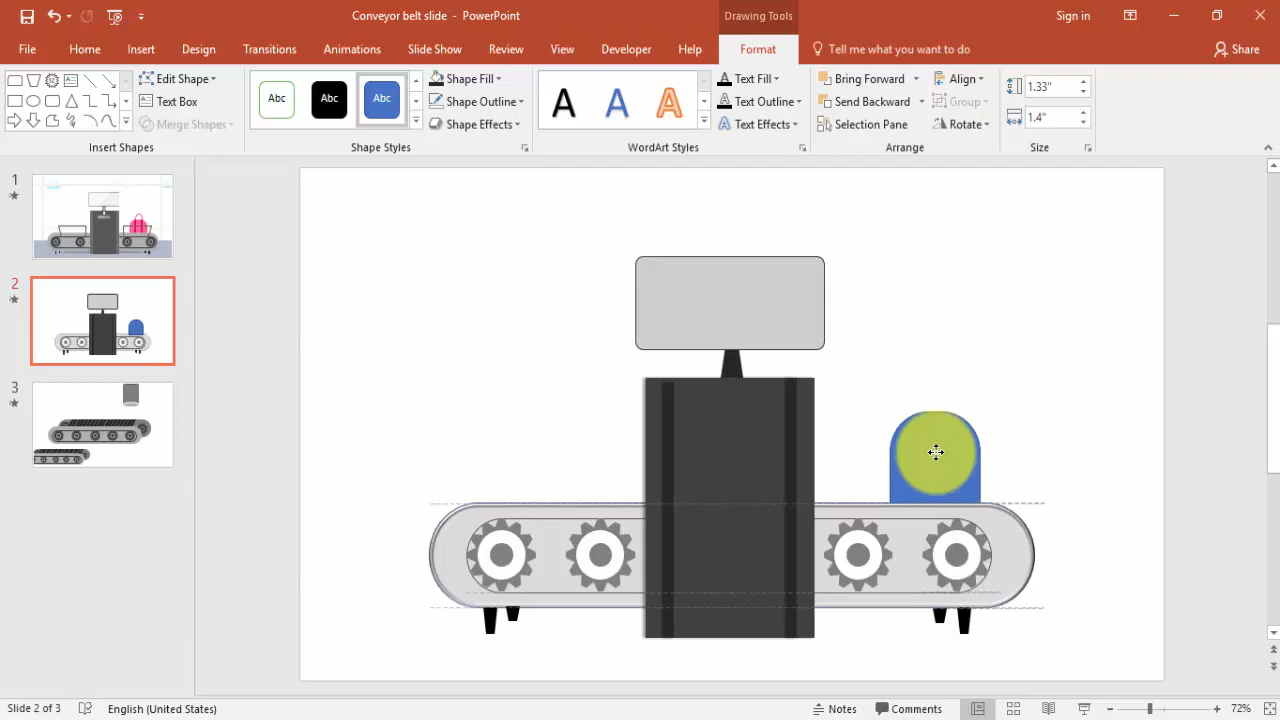 Conveyor belt slide - PowerPoint
Drawing Tools
Sign in
File
Home
Insert
Design
Transitions
Animations
Slide Show
Review
View
Developer
Help
Format
Tell me what you want to do
Share
Edit Shape
Text Box
Merge Shapes
Insert Shapes
Abc
Abc
Abc
Shape Fill
Shape Outline
Shape Effects
Shape Styles
A
A
A
Text Fill
Text Outline
Text Effects
WordArt Styles
Bring Forward
Send Backward
Selection Pane
Align
Group
Rotate
Arrange
1.33"
1.4"
Size
1
2
3
Slide 2 of 3
English (United States)
Notes
Comments
72%